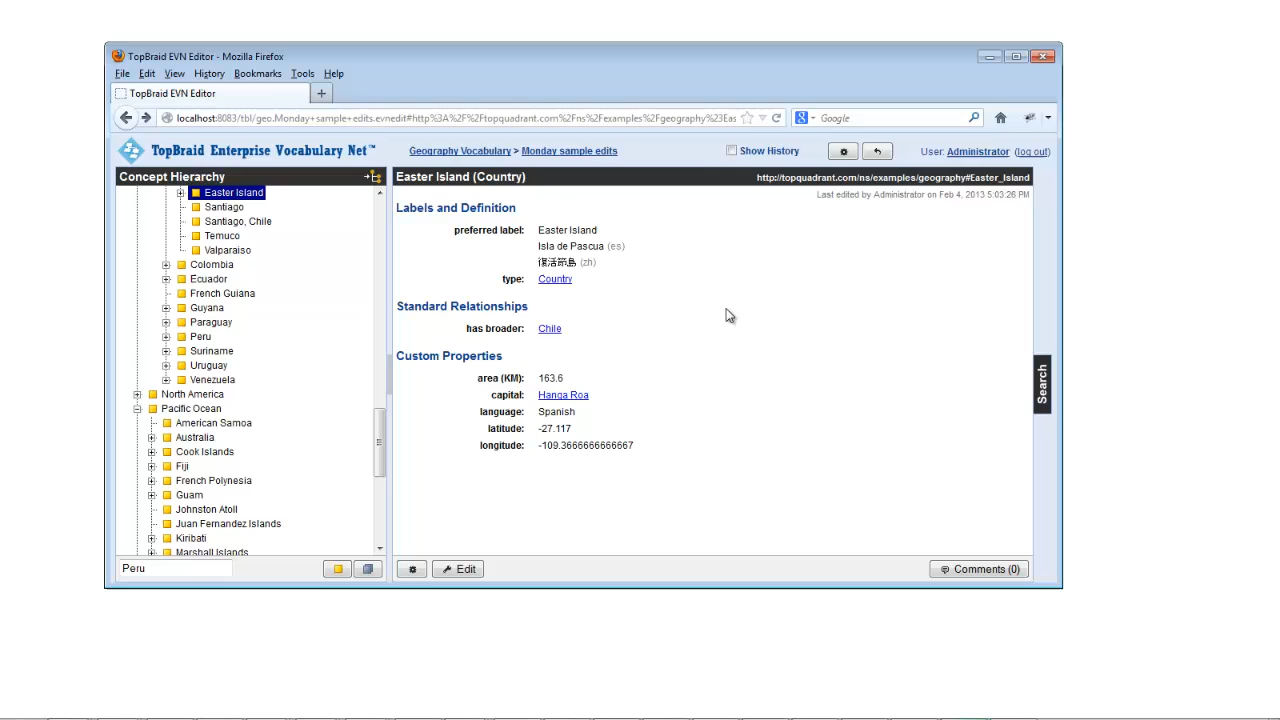 TopBraid EVN Editor - Mozilla Firefox
File Edit View History Bookmarks Tools Help
TopBraid EVN Editor
localhost:8083/tbl/geo.Monday+sample+edits.evnedit#http%3A%2F%2Ftopquadrant.com%2Fns%2Fexamples%2Fgeography%23Eas
Google
TopBraid Enterprise Vocabulary Net™
Geography Vocabulary > Monday sample edits
Show History
User: Administrator (log out)
Concept Hierarchy
Easter Island
Santiago
Santiago, Chile
Temuco
Valparaiso
Colombia
Ecuador
French Guiana
Guyana
Paraguay
Peru
Suriname
Uruguay
Venezuela
North America
Pacific Ocean
American Samoa
Australia
Cook Islands
Fiji
French Polynesia
Guam
Johnston Atoll
Juan Fernandez Islands
Kiribati
Marshall Islands
Peru
Easter Island (Country)
http://topquadrant.com/ns/examples/geography#Easter_Island
Last edited by Administrator on Feb 4, 2013 5:03:26 PM
Labels and Definition
preferred label: Easter Island
Isla de Pascua (es)
復活節島 (zh)
type: Country
Standard Relationships
has broader: Chile
Custom Properties
area (KM): 163.6
capital: Hanga Roa
language: Spanish
latitude: -27.117
longitude: -109.3666666666667
Edit
Comments (0)
Search